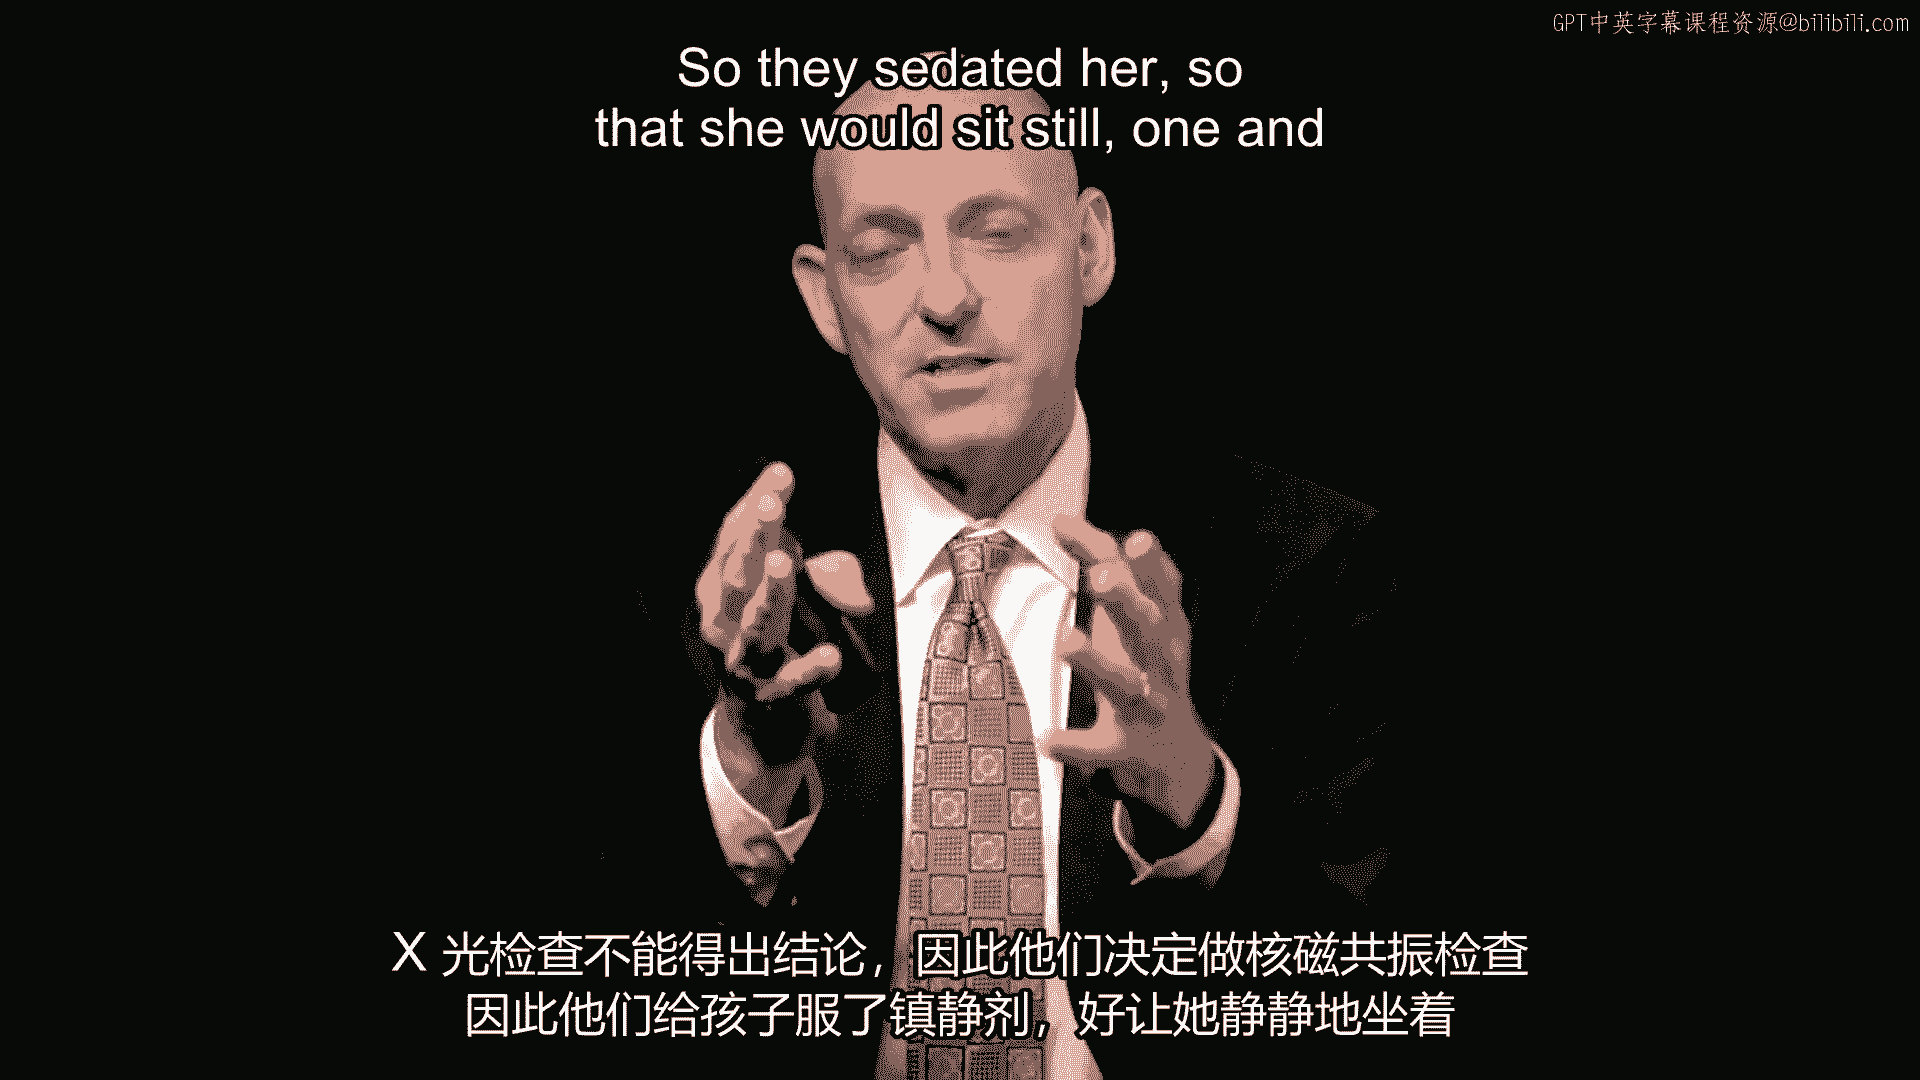 GPT中英字幕课程资源@bilibili.com
So they sedated her, so
that she would sit still, one and
X 光检查不能得出结论，因此他们决定做核磁共振检查
因此他们给孩子服了镇静剂，好让她静静地坐着